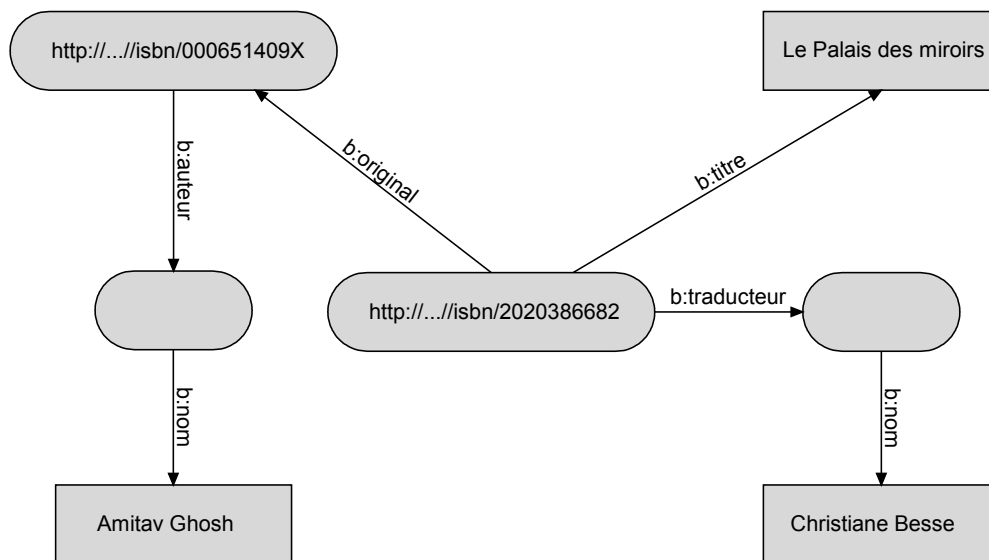 http://...//isbn/000651409X
Le Palais des miroirs
b:auteur
b:original
b:titre
http://...//isbn/2020386682
b:traducteur
b:nom
b:nom
Amitav Ghosh
Christiane Besse